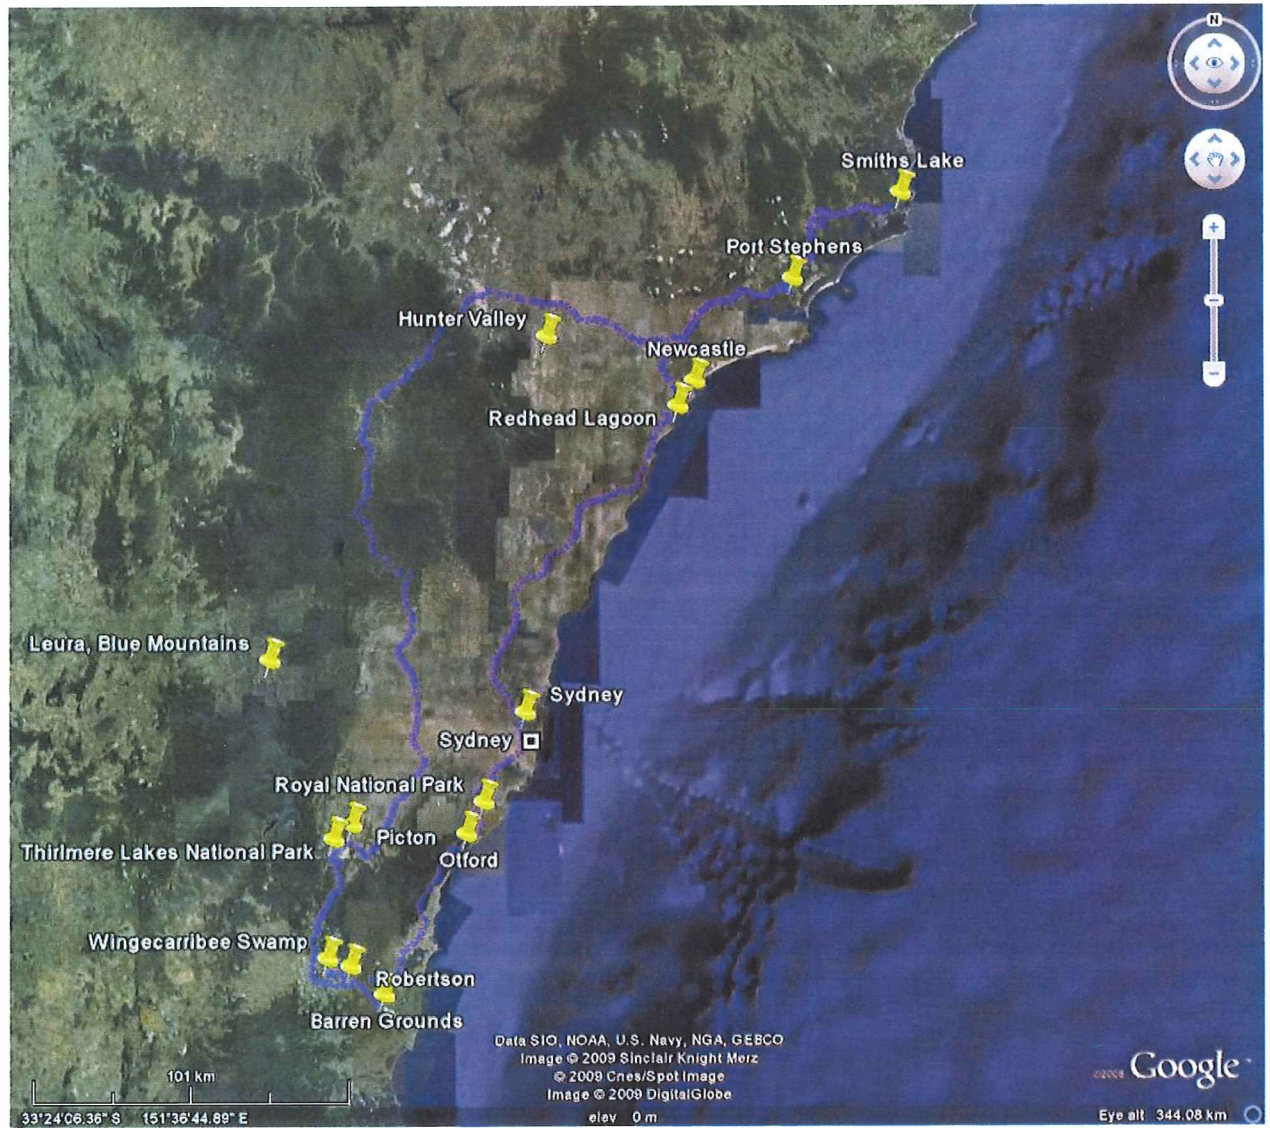 N
Smiths Lake
Port Stephens
Hunter Valley
Newcastle
Redhead Lagoon
Leura, Blue Mountains
Sydney
Sydney
Royal National Park
Picton
Thirlmere Lakes National Park
Otford
Wingecarribee Swamp
Robertson
Barren Grounds
Data SIO, NOAA, U.S. Navy, NGA, GEBCO
Image © 2009 Sinclair Knight Merz
© 2009 Cnes/Spot Image
Image © 2009 DigitalGlobe
©2009 Google
101 km
33°24'06.36" S 151°36'44.89" E
elev 0 m
Eye alt 344.08 km